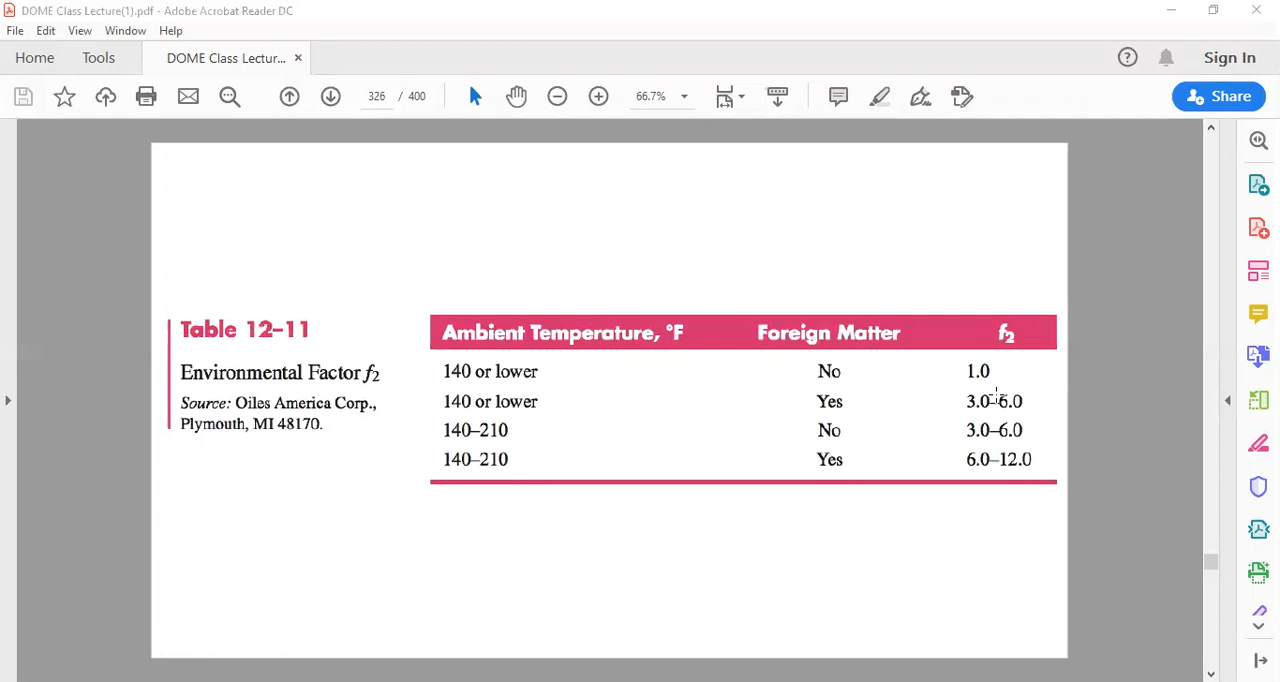 DOME Class Lecture(1).pdf - Adobe Acrobat Reader DC
File Edit View Window Help
Home Tools DOME Class Lectur... × Sign In
326 / 400 66.7% Share
Table 12–11
Environmental Factor f2
Source: Oiles America Corp.,
Plymouth, MI 48170.
Ambient Temperature, °F Foreign Matter f2
140 or lower No 1.0
140 or lower Yes 3.0–6.0
140–210 No 3.0–6.0
140–210 Yes 6.0–12.0